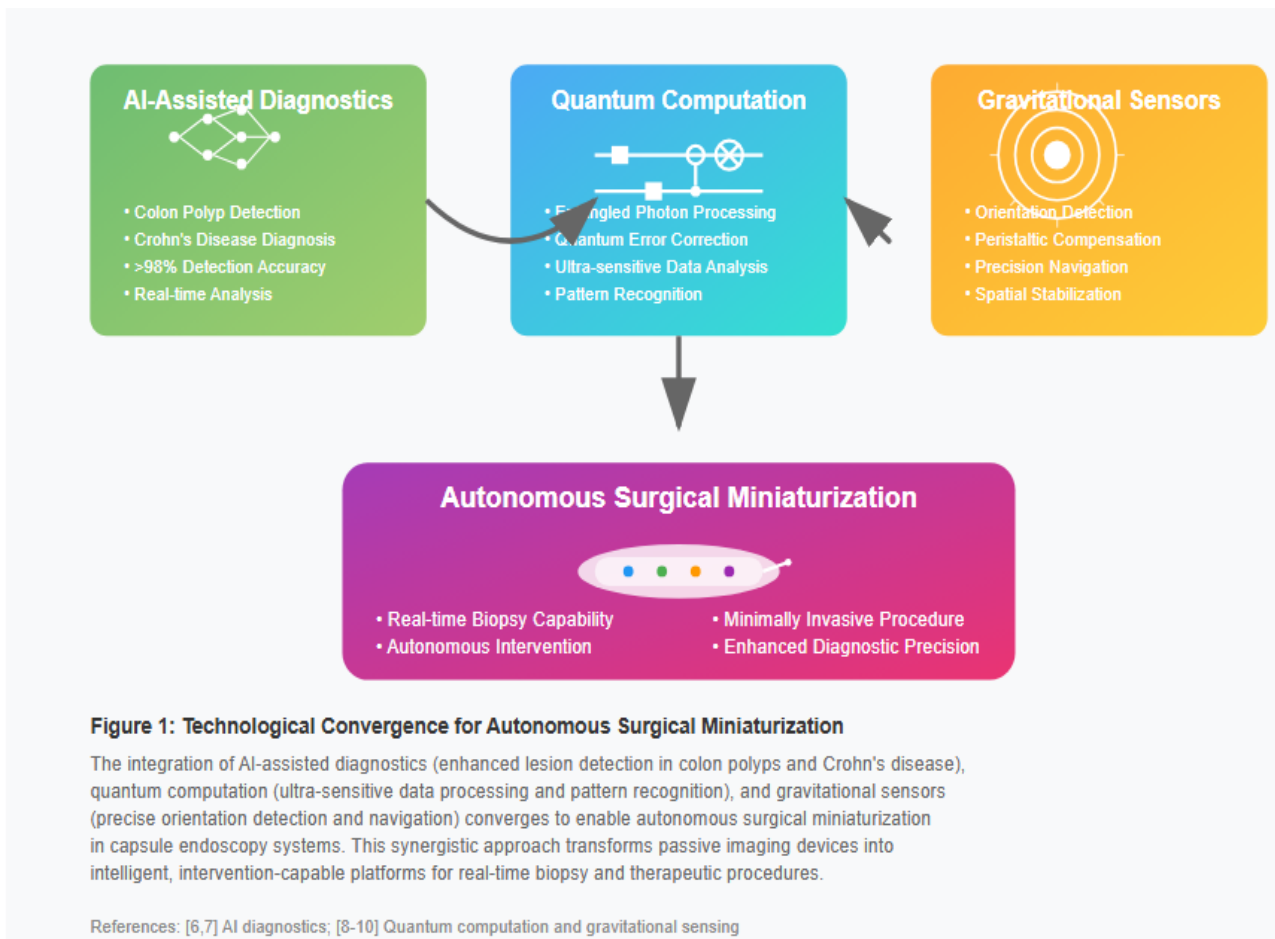 AI-Assisted Diagnostics
• Colon Polyp Detection
• Crohn's Disease Diagnosis
• >98% Detection Accuracy
• Real-time Analysis
Quantum Computation
• Entangled Photon Processing
• Quantum Error Correction
• Ultra-sensitive Data Analysis
• Pattern Recognition
Gravitational Sensors
• Orientation Detection
• Peristaltic Compensation
• Precision Navigation
• Spatial Stabilization
Autonomous Surgical Miniaturization
• Real-time Biopsy Capability
• Autonomous Intervention
• Minimally Invasive Procedure
• Enhanced Diagnostic Precision
Figure 1: Technological Convergence for Autonomous Surgical Miniaturization
The integration of AI-assisted diagnostics (enhanced lesion detection in colon polyps and Crohn's disease),
quantum computation (ultra-sensitive data processing and pattern recognition), and gravitational sensors
(precise orientation detection and navigation) converges to enable autonomous surgical miniaturization
in capsule endoscopy systems. This synergistic approach transforms passive imaging devices into
intelligent, intervention-capable platforms for real-time biopsy and therapeutic procedures.
References: [6,7] AI diagnostics; [8-10] Quantum computation and gravitational sensing